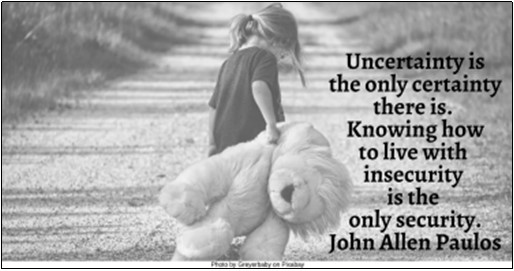 Uncertainty is
the only certainty
there is.
Knowing how
to live with
insecurity
is the
only security.
John Allen Paulos
Photo by Greyerbaby on Pixabay